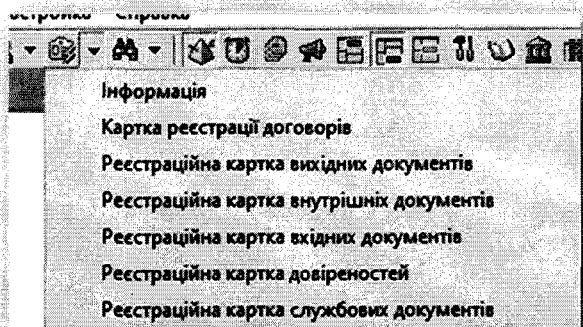 Справка
Інформація
Картка реєстрації договорів
Реєстраційна картка вихідних документів
Реєстраційна картка внутрішніх документів
Реєстраційна картка вхідних документів
Реєстраційна картка довіреностей
Реєстраційна картка службових документів